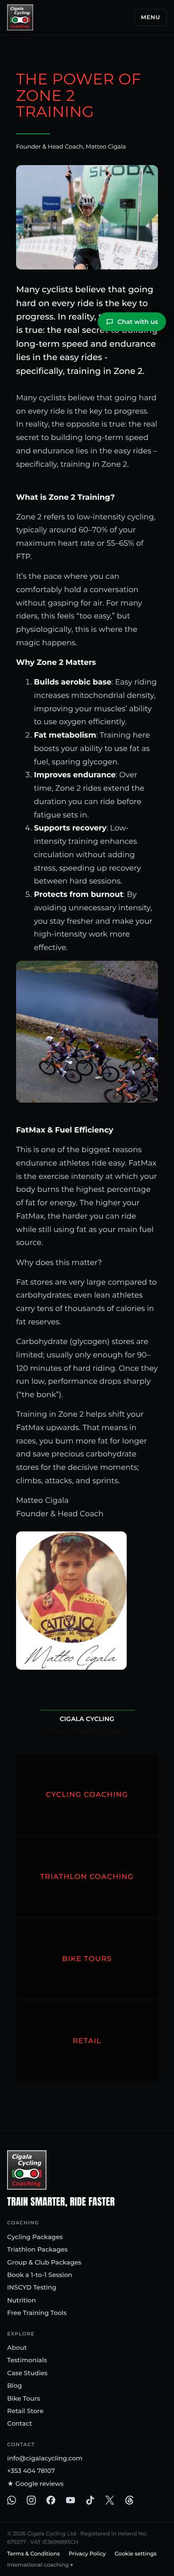 Cigala
Cycling
Coaching
MENU
THE POWER OF
ZONE 2
TRAINING
Founder & Head Coach, Matteo Cigala
ŠKODA
Many cyclists believe that going
hard on every ride is the key to
progress. In reality,
Chat with us
is true: the real secret to building
long-term speed and endurance
lies in the easy rides -
specifically, training in Zone 2.
Many cyclists believe that going hard
on every ride is the key to progress.
In reality, the opposite is true: the real
secret to building long-term speed
and endurance lies in the easy rides –
specifically, training in Zone 2.
What is Zone 2 Training?
Zone 2 refers to low-intensity cycling,
typically around 60–70% of your
maximum heart rate or 55–65% of
FTP.
It’s the pace where you can
comfortably hold a conversation
without gasping for air. For many
riders, this feels “too easy,” but
physiologically, this is where the
magic happens.
Why Zone 2 Matters
1. Builds aerobic base: Easy riding
increases mitochondrial density,
improving your muscles’ ability
to use oxygen efficiently.
2. Fat metabolism: Training here
boosts your ability to use fat as
fuel, sparing glycogen.
3. Improves endurance: Over
time, Zone 2 rides extend the
duration you can ride before
fatigue sets in.
4. Supports recovery: Low-
intensity training enhances
circulation without adding
stress, speeding up recovery
between hard sessions.
5. Protects from burnout: By
avoiding unnecessary intensity,
you stay fresher and make your
high-intensity work more
effective.
FatMax & Fuel Efficiency
This is one of the biggest reasons
endurance athletes ride easy. FatMax
is the exercise intensity at which your
body burns the highest percentage
of fat for energy. The higher your
FatMax, the harder you can ride
while still using fat as your main fuel
source.
Why does this matter?
Fat stores are very large compared to
carbohydrates; even lean athletes
carry tens of thousands of calories in
fat reserves.
Carbohydrate (glycogen) stores are
limited; usually only enough for 90–
120 minutes of hard riding. Once they
run low, performance drops sharply
(“the bonk”).
Training in Zone 2 helps shift your
FatMax upwards. That means in
races, you burn more fat for longer
and save precious carbohydrate
stores for the decisive moments;
climbs, attacks, and sprints.
Matteo Cigala
Founder & Head Coach
Matteo Cigala
CIGALA CYCLING
CYCLING COACHING
TRIATHLON COACHING
BIKE TOURS
RETAIL
Cigala
Cycling
Coaching
TRAIN SMARTER, RIDE FASTER
COACHING
Cycling Packages
Triathlon Packages
Group & Club Packages
Book a 1-to-1 Session
INSCYD Testing
Nutrition
Free Training Tools
EXPLORE
About
Testimonials
Case Studies
Blog
Bike Tours
Retail Store
Contact
CONTACT
info@cigalacycling.com
+353 404 78107
★ Google reviews
© 2026 Cigala Cycling Ltd · Registered in Ireland No.
675577 · VAT IE3699893CH
Terms & Conditions Privacy Policy Cookie settings
International coaching ▾